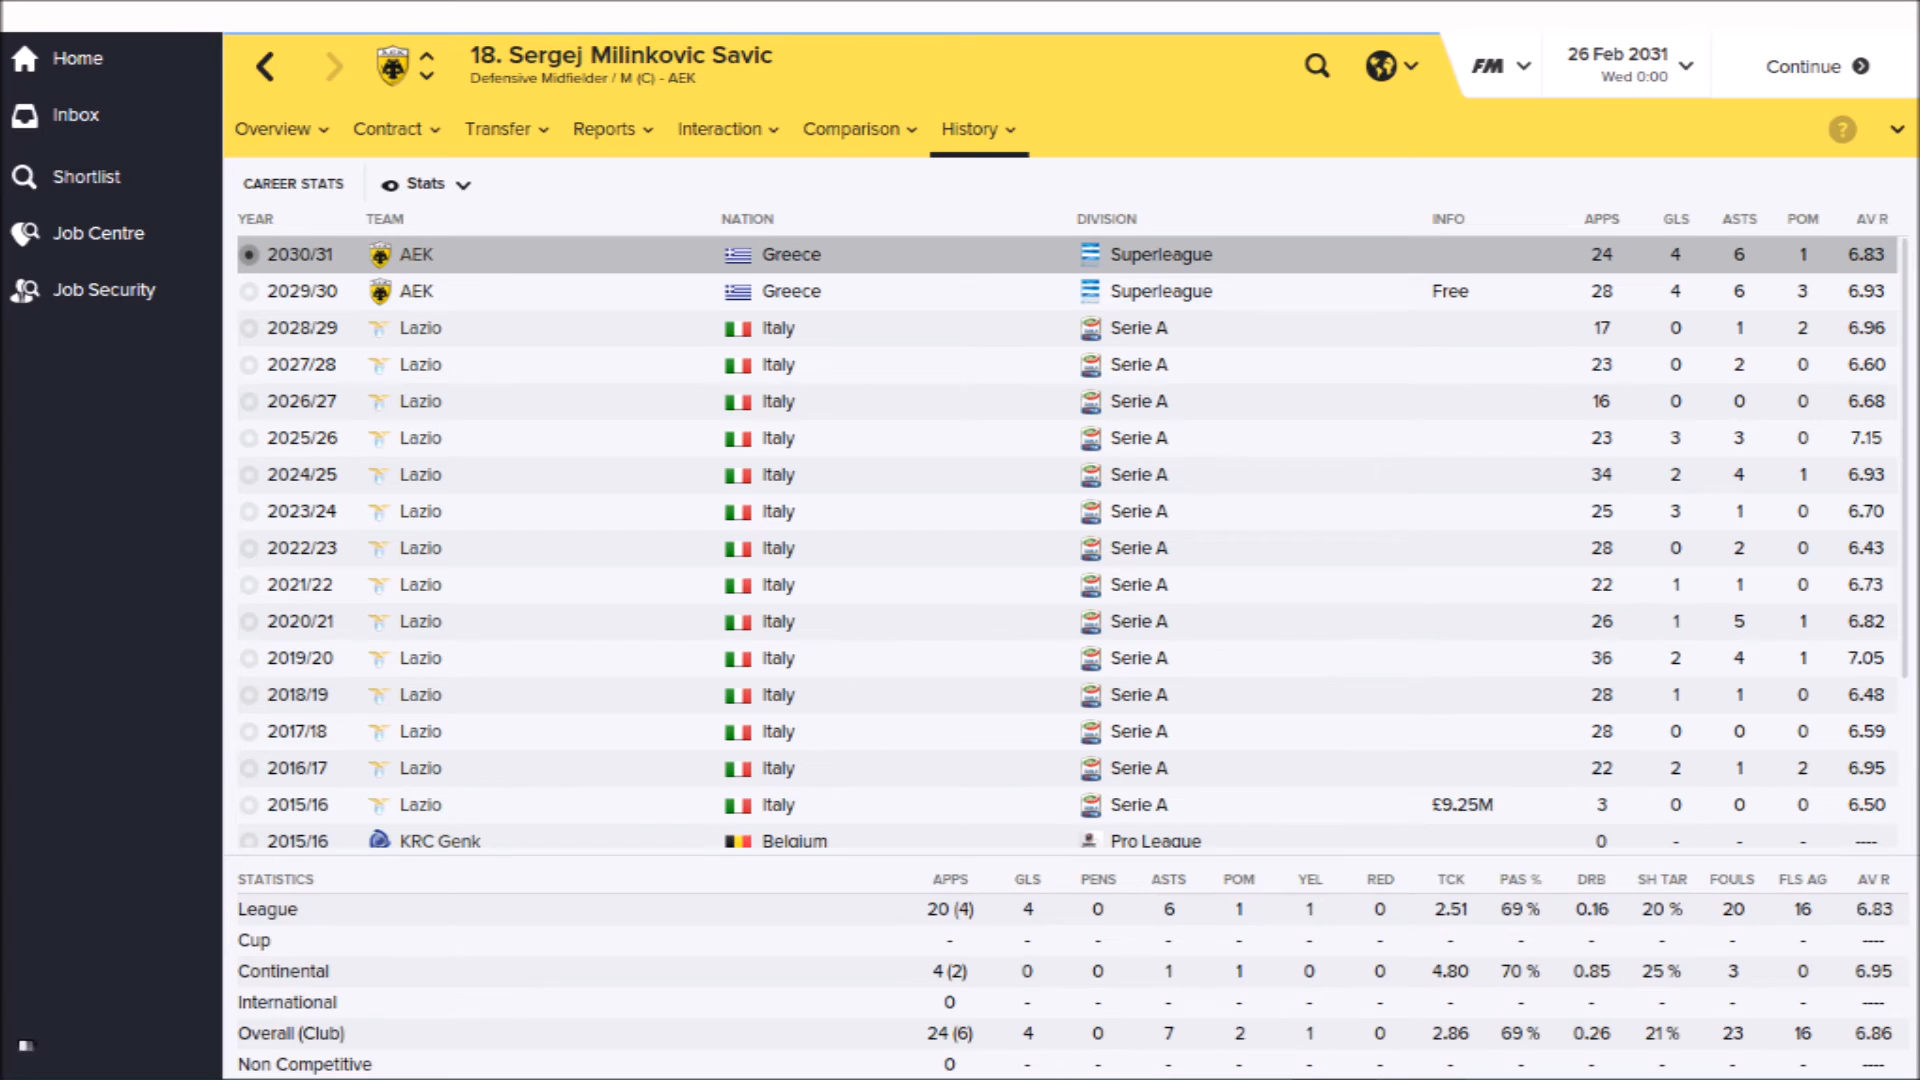 Home
Inbox
Shortlist
Job Centre
Job Security
18. Sergej Milinkovic Savic
Defensive Midfielder / M (C) - AEK
FM
26 Feb 2031
Wed 0:00
Continue
Overview Contract Transfer Reports Interaction Comparison History ?
CAREER STATS Stats
YEAR TEAM NATION DIVISION INFO APPS GLS ASTS POM AV R
2030/31 AEK Greece Superleague 24 4 6 1 6.83
2029/30 AEK Greece Superleague Free 28 4 6 3 6.93
2028/29 Lazio Italy Serie A 17 0 1 2 6.96
2027/28 Lazio Italy Serie A 23 0 2 0 6.60
2026/27 Lazio Italy Serie A 16 0 0 0 6.68
2025/26 Lazio Italy Serie A 23 3 3 0 7.15
2024/25 Lazio Italy Serie A 34 2 4 1 6.93
2023/24 Lazio Italy Serie A 25 3 1 0 6.70
2022/23 Lazio Italy Serie A 28 0 2 0 6.43
2021/22 Lazio Italy Serie A 22 1 1 0 6.73
2020/21 Lazio Italy Serie A 26 1 5 1 6.82
2019/20 Lazio Italy Serie A 36 2 4 1 7.05
2018/19 Lazio Italy Serie A 28 1 1 0 6.48
2017/18 Lazio Italy Serie A 28 0 0 0 6.59
2016/17 Lazio Italy Serie A 22 2 1 2 6.95
2015/16 Lazio Italy Serie A £9.25M 3 0 0 0 6.50
2015/16 KRC Genk Belgium Pro League 0 - - - ----
STATISTICS APPS GLS PENS ASTS POM YEL RED TCK PAS % DRB SH TAR FOULS FLS AG AV R
League 20 (4) 4 0 6 1 1 0 2.51 69 % 0.16 20 % 20 16 6.83
Cup - - - - - - - - - - - - - ----
Continental 4 (2) 0 0 1 1 0 0 4.80 70 % 0.85 25 % 3 0 6.95
International 0 - - - - - - - - - - - - ----
Overall (Club) 24 (6) 4 0 7 2 1 0 2.86 69 % 0.26 21 % 23 16 6.86
Non Competitive 0 - - - - - - - - - - - - ----